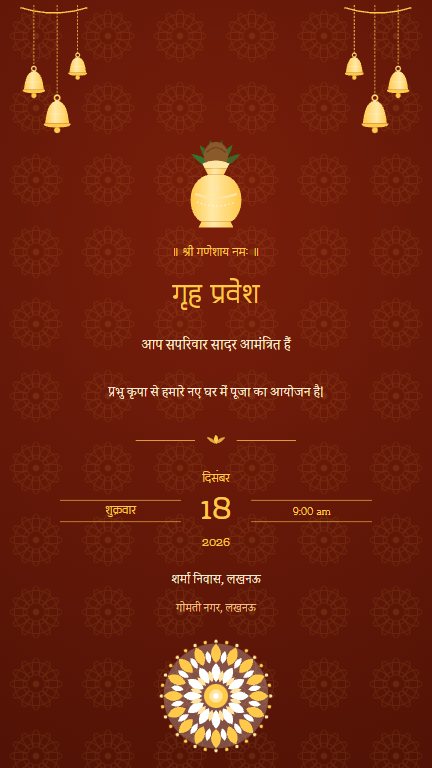 ॥ श्री गणेशाय नमः ॥
गृह प्रवेश
आप सपरिवार सादर आमंत्रित हैं
प्रभु कृपा से हमारे नए घर में पूजा का आयोजन है|
दिसंबर
शुक्रवार 18 9:00 am
2026
शर्मा निवास, लखनऊ
गोमती नगर, लखनऊ